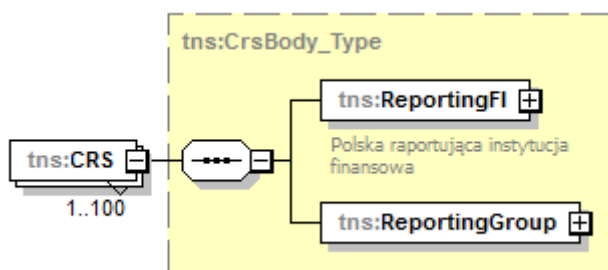 tns:CrsBody_Type
tns:ReportingFI
Polska raportująca instytucja
finansowa
tns:CRS
1..100
tns:ReportingGroup